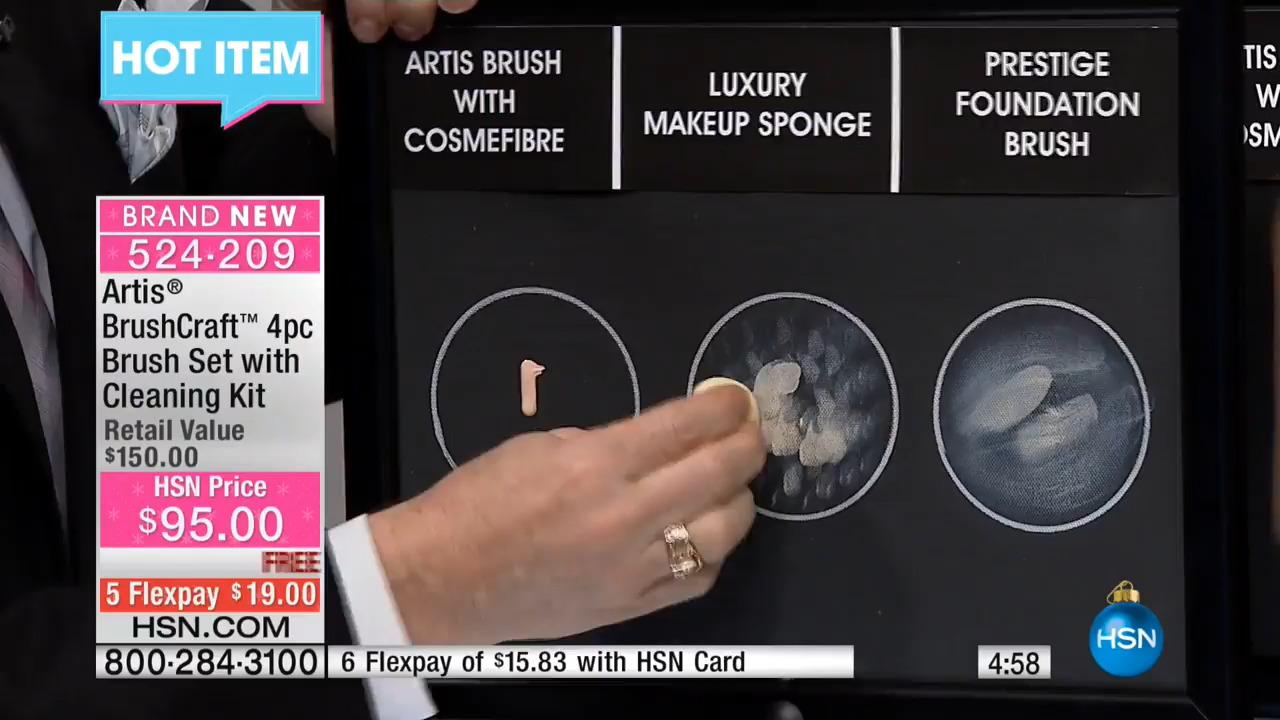 HOT ITEM
BRAND NEW
524·209
Artis®
BrushCraft™ 4pc
Brush Set with
Cleaning Kit
Retail Value
$150.00
HSN Price
$95.00
FREE
5 Flexpay $19.00
HSN.COM
800·284·3100
6 Flexpay of $15.83 with HSN Card
4:58
HSN
ARTIS BRUSH
WITH
COSMEFIBRE
LUXURY
MAKEUP SPONGE
PRESTIGE
FOUNDATION
BRUSH